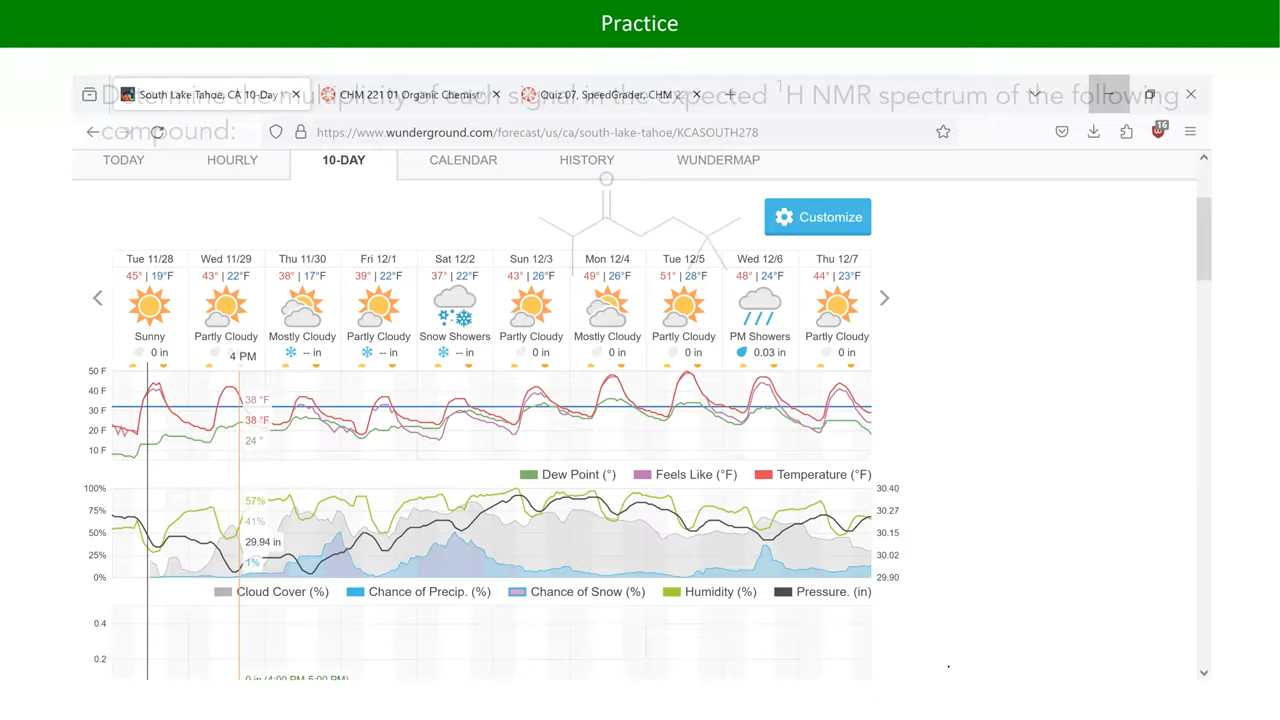 Practice
South Lake Tahoe, CA 10-Day
CHM 221 01 Organic Chemist
Quiz 07, SpeedGrader, CHM 2
Determine the multiplicity of each signal in the expected ¹H NMR spectrum of the following
compound:
https://www.wunderground.com/forecast/us/ca/south-lake-tahoe/KCASOUTH278
16
TODAY HOURLY 10-DAY CALENDAR HISTORY WUNDERMAP
O
Customize
Tue 11/28 Wed 11/29 Thu 11/30 Fri 12/1 Sat 12/2 Sun 12/3 Mon 12/4 Tue 12/5 Wed 12/6 Thu 12/7
45° | 19°F 43° | 22°F 38° | 17°F 39° | 22°F 37° | 22°F 43° | 26°F 49° | 26°F 51° | 28°F 48° | 24°F 44° | 23°F
Sunny Partly Cloudy Mostly Cloudy Partly Cloudy Snow Showers Partly Cloudy Mostly Cloudy Partly Cloudy PM Showers Partly Cloudy
0 in -- in -- in -- in 0 in 0 in 0 in 0.03 in 0 in
4 PM
50 F
40 F
38 °F
30 F
38 °F
20 F
24 °
10 F
Dew Point (°) Feels Like (°F) Temperature (°F)
100% 30.40
57%
75% 30.27
41%
50% 30.15
29.94 in
25% 30.02
1%
0% 29.90
Cloud Cover (%) Chance of Precip. (%) Chance of Snow (%) Humidity (%) Pressure. (in)
0.4
0.2
0 in (4:00 PM-5:00 PM)